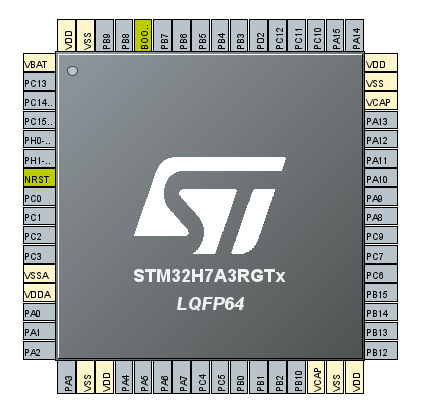 VDD
VSS
PB9
PB8
BOO..
PB7
PB6
PB5
PB4
PB3
PD2
PC12
PC11
PC10
PA15
PA14
VBAT
PC13
PC14..
PC15..
PH0-..
PH1-..
NRST
PC0
PC1
PC2
PC3
VSSA
VDDA
PA0
PA1
PA2
ST
STM32H7A3RGTx
LQFP64
VDD
VSS
VCAP
PA13
PA12
PA11
PA10
PA9
PA8
PC9
PC7
PC6
PB15
PB14
PB13
PB12
PA3
VSS
VDD
PA4
PA5
PA6
PA7
PC4
PC5
PB0
PB1
PB2
PB10
VCAP
VSS
VDD